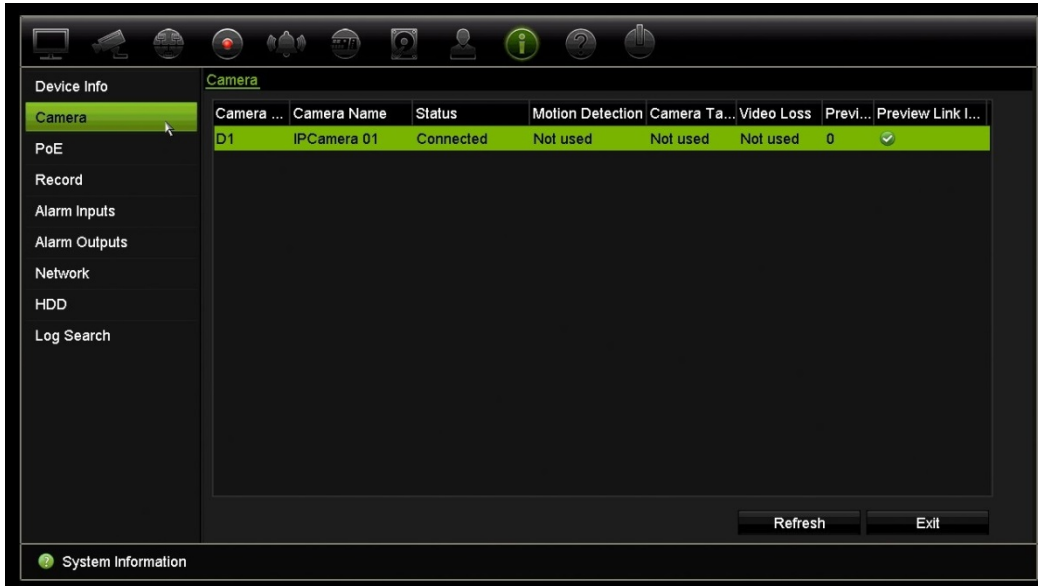 Device Info
Camera
PoE
Record
Alarm Inputs
Alarm Outputs
Network
HDD
Log Search
Camera
Camera ... Camera Name Status Motion Detection Camera Ta... Video Loss Previ... Preview Link I...
D1 IPCamera 01 Connected Not used Not used Not used 0
Refresh Exit
System Information